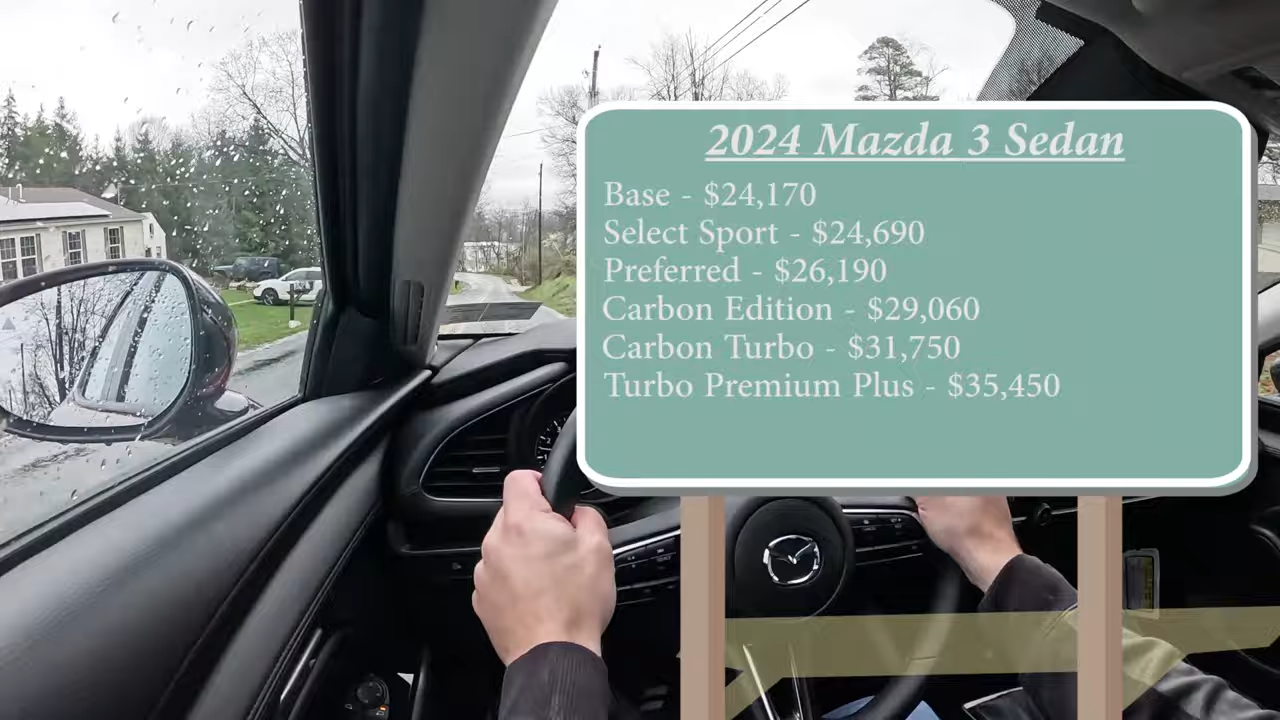 2024 Mazda 3 Sedan
Base - $24,170
Select Sport - $24,690
Preferred - $26,190
Carbon Edition - $29,060
Carbon Turbo - $31,750
Turbo Premium Plus - $35,450